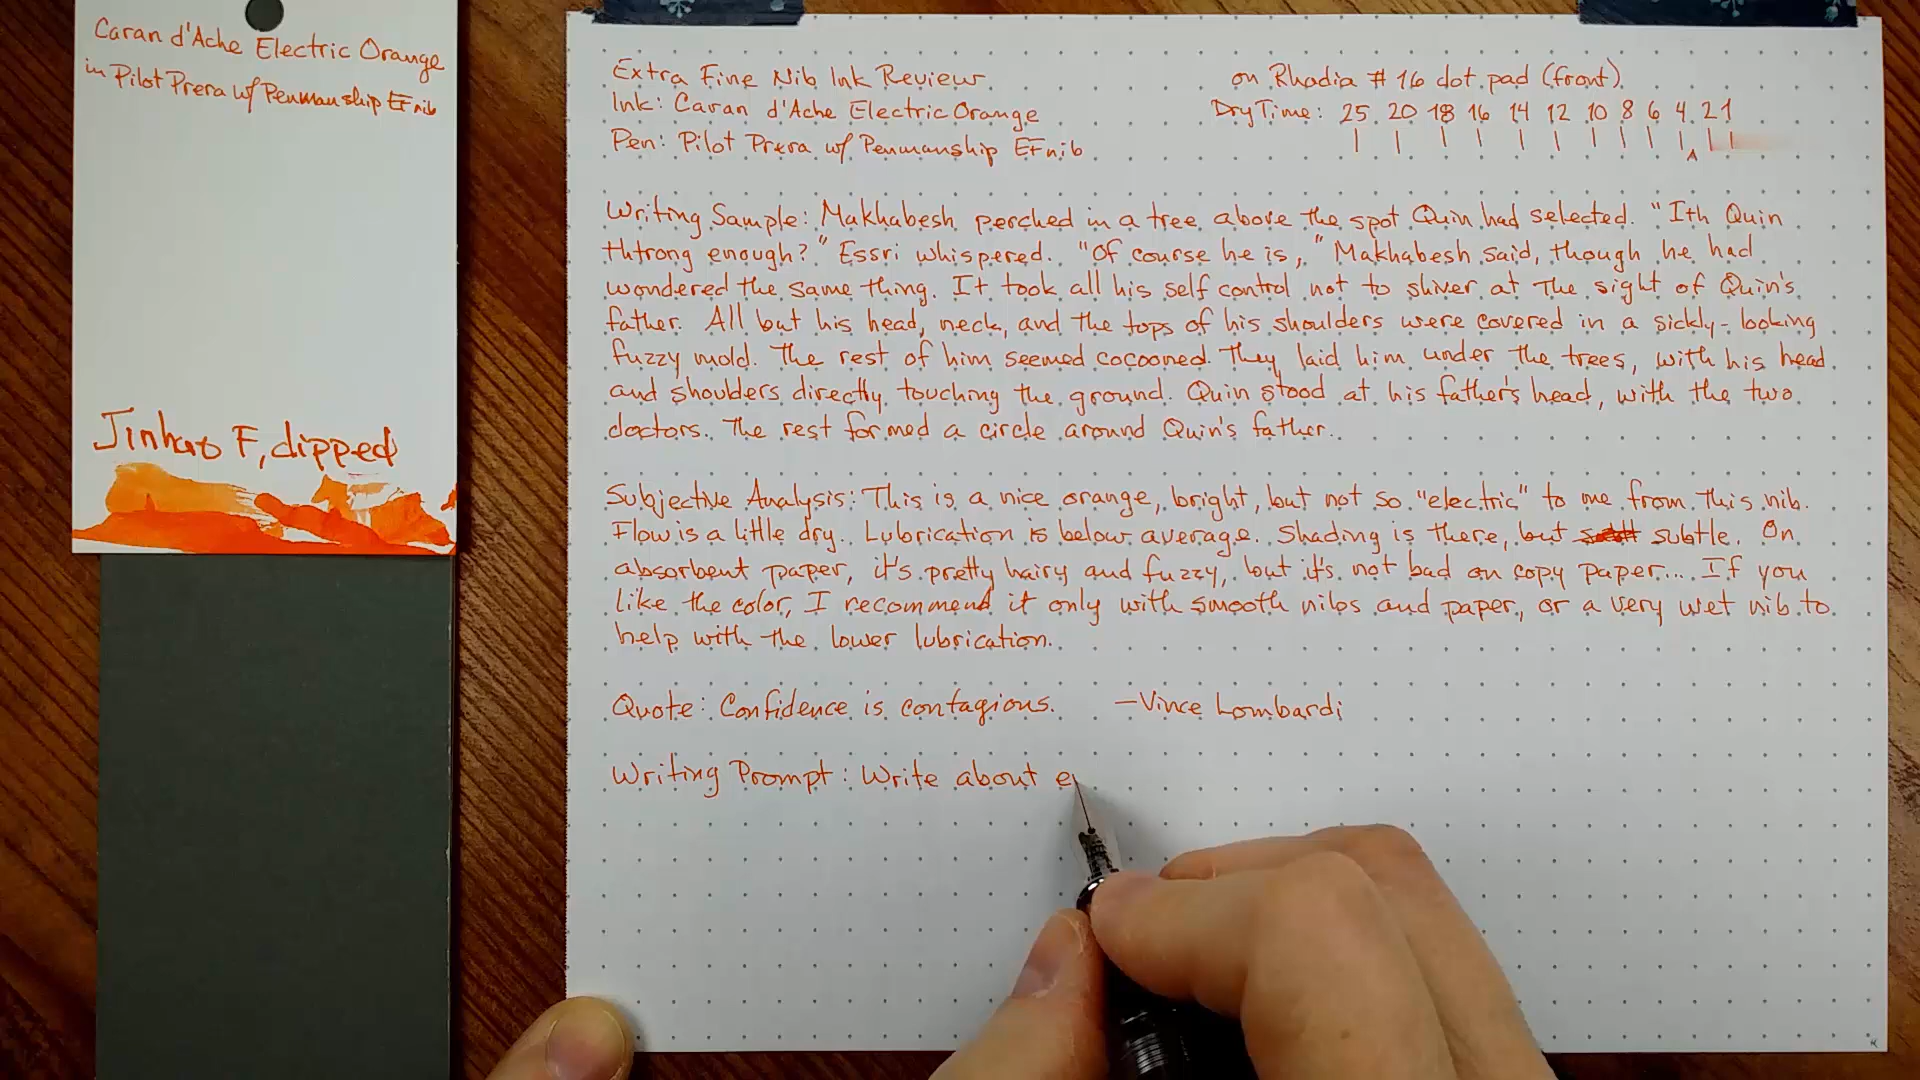 Caran d'Ache Electric Orange
in Pilot Prera w/ Penmanship EF nib
Jinhao F, dipped
Extra Fine Nib Ink Review
Ink: Caran d'Ache Electric Orange
Pen: Pilot Prera w/ Penmanship EF nib
on Rhodia #16 dot pad (front)
Dry Time: 25 20 18 16 14 12 10 8 6 4 2 1
Writing Sample: Makhabesh perched in a tree above the spot Quin had selected. "Ith Quin
thtrong enough?" Essri whispered. "Of course he is," Makhabesh said, though he had
wondered the same thing. It took all his self control not to shiver at the sight of Quin's
father. All but his head, neck, and the tops of his shoulders were covered in a sickly-looking
fuzzy mold. The rest of him seemed cocooned. They laid him under the trees, with his head
and shoulders directly touching the ground. Quin stood at his father's head, with the two
doctors. The rest formed a circle around Quin's father.
Subjective Analysis: This is a nice orange, bright, but not so "electric" to me from this nib.
Flow is a little dry. Lubrication is below average. Shading is there, but subtle. On
absorbent paper, it's pretty hairy and fuzzy, but it's not bad on copy paper... If you
like the color, I recommend it only with smooth nibs and paper, or a very wet nib to
help with the lower lubrication.
Quote: Confidence is contagious. —Vince Lombardi
Writing Prompt: Write about